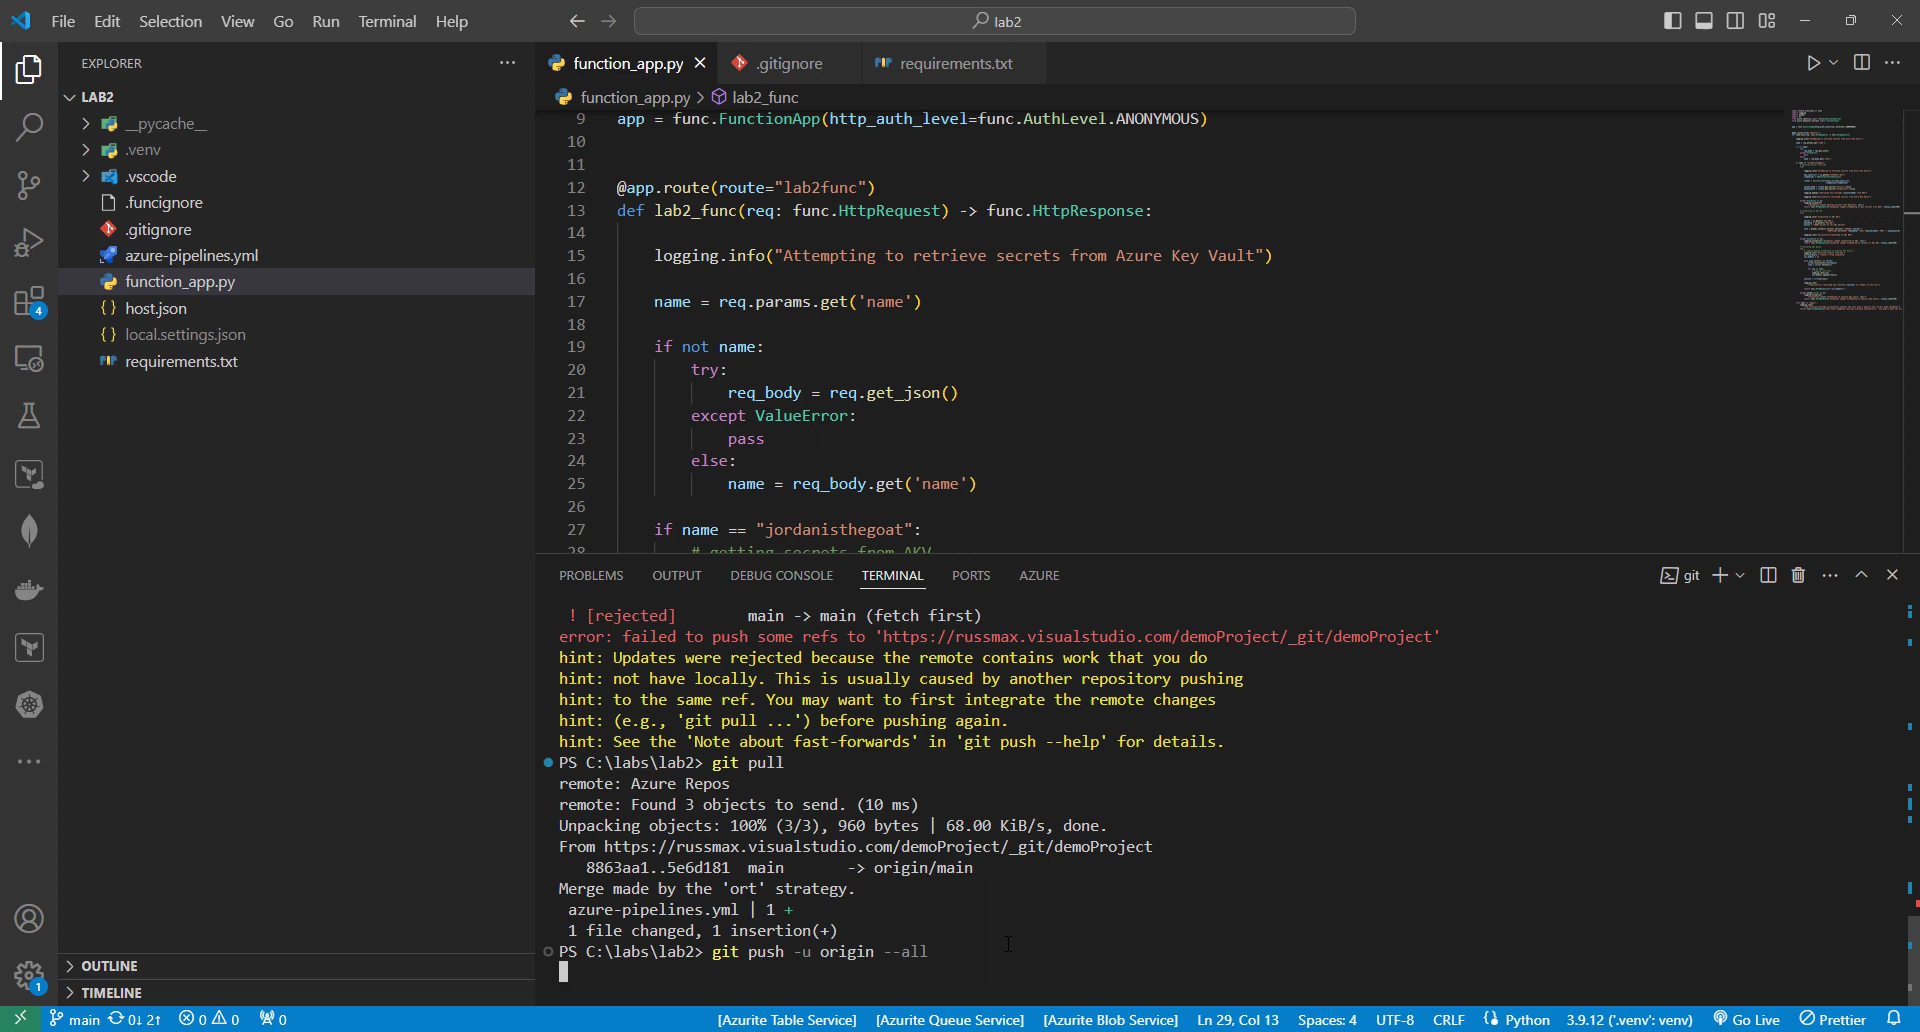 File Edit Selection View Go Run Terminal Help
lab2
EXPLORER
LAB2
__pycache__
.venv
.vscode
.funcignore
.gitignore
azure-pipelines.yml
function_app.py
host.json
local.settings.json
requirements.txt
OUTLINE
TIMELINE
4
1
function_app.py
.gitignore
requirements.txt
function_app.py > lab2_func
9 app = func.FunctionApp(http_auth_level=func.AuthLevel.ANONYMOUS)
10
11
12 @app.route(route="lab2func")
13 def lab2_func(req: func.HttpRequest) -> func.HttpResponse:
14
15 logging.info("Attempting to retrieve secrets from Azure Key Vault")
16
17 name = req.params.get('name')
18
19 if not name:
20 try:
21 req_body = req.get_json()
22 except ValueError:
23 pass
24 else:
25 name = req_body.get('name')
26
27 if name == "jordanisthegoat":
28 # getting secrets from AKV
PROBLEMS OUTPUT DEBUG CONSOLE TERMINAL PORTS AZURE
git
! [rejected] main -> main (fetch first)
error: failed to push some refs to 'https://russmax.visualstudio.com/demoProject/_git/demoProject'
hint: Updates were rejected because the remote contains work that you do
hint: not have locally. This is usually caused by another repository pushing
hint: to the same ref. You may want to first integrate the remote changes
hint: (e.g., 'git pull ...') before pushing again.
hint: See the 'Note about fast-forwards' in 'git push --help' for details.
PS C:\labs\lab2> git pull
remote: Azure Repos
remote: Found 3 objects to send. (10 ms)
Unpacking objects: 100% (3/3), 960 bytes | 68.00 KiB/s, done.
From https://russmax.visualstudio.com/demoProject/_git/demoProject
8863aa1..5e6d181 main -> origin/main
Merge made by the 'ort' strategy.
azure-pipelines.yml | 1 +
1 file changed, 1 insertion(+)
PS C:\labs\lab2> git push -u origin --all
main 0↓ 2↑ 0 0 0 [Azurite Table Service] [Azurite Queue Service] [Azurite Blob Service] Ln 29, Col 13 Spaces: 4 UTF-8 CRLF Python 3.9.12 ('.venv': venv) Go Live Prettier